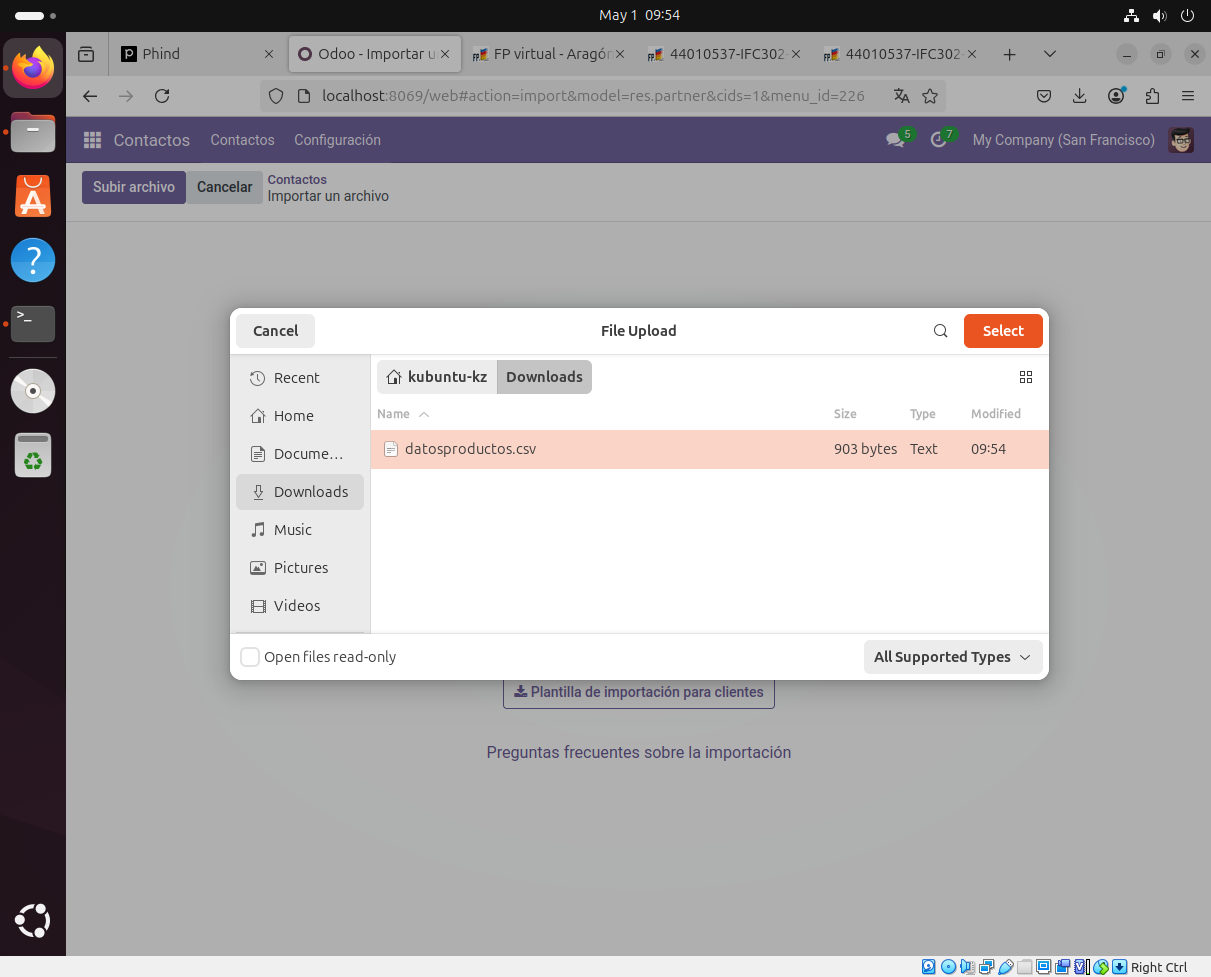 May 1 09:54
Phind
Odoo - Importar u
FP virtual - Aragón
44010537-IFC302-
44010537-IFC302-
localhost:8069/web#action=import&model=res.partner&cids=1&menu_id=226
Contactos
Contactos
Configuración
5
7
My Company (San Francisco)
Subir archivo
Cancelar
Contactos
Importar un archivo
Cancel
File Upload
Select
Recent
Home
Docume…
Downloads
Music
Pictures
Videos
kubuntu-kz
Downloads
Name
Size
Type
Modified
datosproductos.csv
903 bytes
Text
09:54
Open files read-only
All Supported Types
Plantilla de importación para clientes
Preguntas frecuentes sobre la importación
Right Ctrl